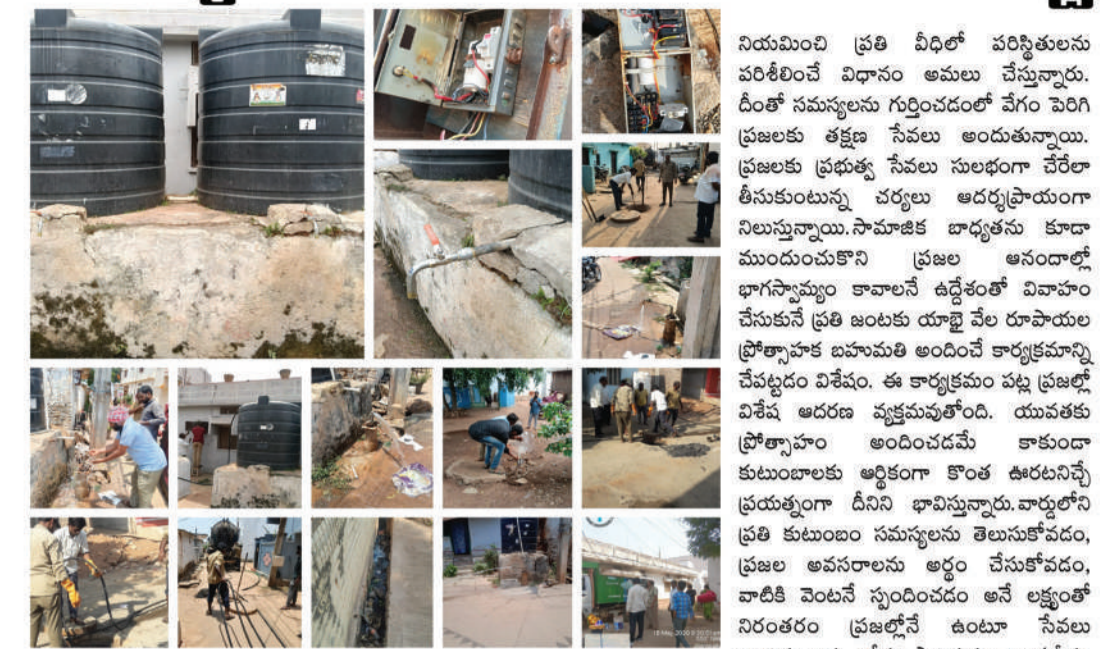 నియమించి ప్రతి వీధిలో పరిస్థితులను
పరిశీలించే విధానం అమలు చేస్తున్నారు.
దీంతో సమస్యలను గుర్తించడంలో వేగం పెరిగి
ప్రజలకు తక్షణ సేవలు అందుతున్నాయి.
ప్రజలకు ప్రభుత్వ సేవలు సులభంగా చేరేలా
తీసుకుంటున్న చర్యలు ఆదర్శప్రాయంగా
నిలుస్తున్నాయి.సామాజిక బాధ్యతను కూడా
ముందుంచుకొని ప్రజల ఆనందాల్లో
భాగస్వామ్యం కావాలనే ఉద్దేశంతో వివాహం
చేసుకునే ప్రతి జంటకు యాభై వేల రూపాయల
ప్రోత్సాహక బహుమతి అందించే కార్యక్రమాన్ని
చేపట్టడం విశేషం. ఈ కార్యక్రమం పట్ల ప్రజల్లో
విశేష ఆదరణ వ్యక్తమవుతోంది. యువతకు
ప్రోత్సాహం అందించడమే కాకుండా
కుటుంబాలకు ఆర్థికంగా కొంత ఊరటనిచ్చే
ప్రయత్నంగా దీనిని భావిస్తున్నారు.వార్డులోని
ప్రతి కుటుంబం సమస్యలను తెలుసుకోవడం,
ప్రజల అవసరాలను అర్థం చేసుకోవడం,
వాటికి వెంటనే స్పందించడం అనే లక్ష్యంతో
నిరంతరం ప్రజల్లోనే ఉంటూ సేవలు